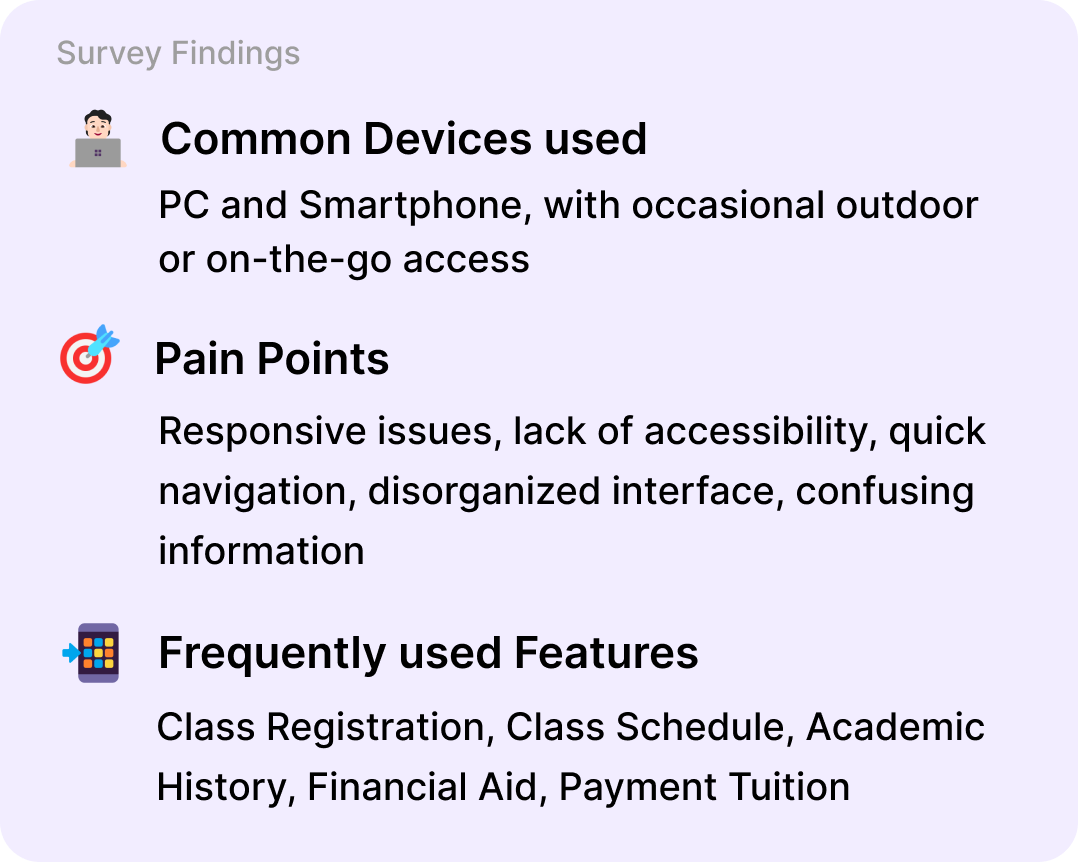 Survey Findings
Common Devices used
PC and Smartphone, with occasional outdoor
or on-the-go access
Pain Points
Responsive issues, lack of accessibility, quick
navigation, disorganized interface, confusing
information
Frequently used Features
Class Registration, Class Schedule, Academic
History, Financial Aid, Payment Tuition